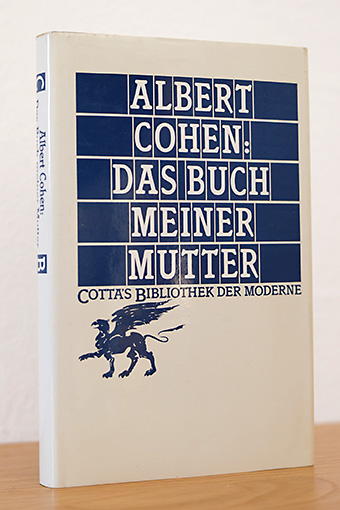 ALBERT
COHEN:
DAS BUCH
MEINER
MUTTER
COTTA'S BIBLIOTHEK DER MODERNE
Albert Cohen: